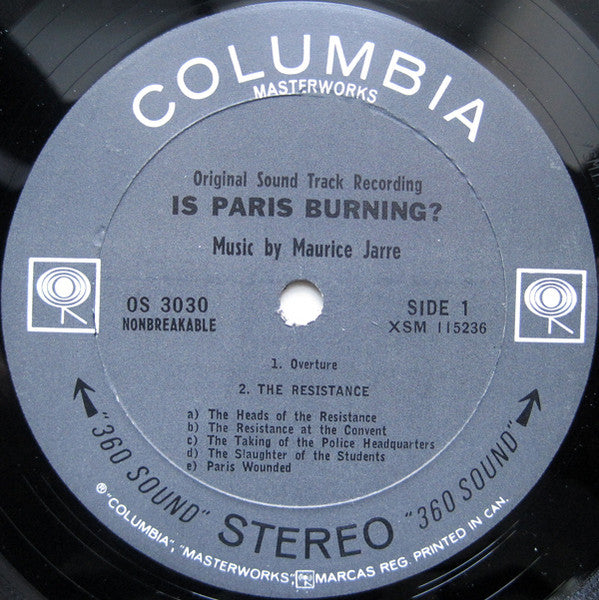 COLUMBIA
MASTERWORKS
Original Sound Track Recording
IS PARIS BURNING?
Music by Maurice Jarre
OS 3030
NONBREAKABLE
SIDE 1
XSM 115236
1. Overture
2. THE RESISTANCE
a) The Heads of the Resistance
b) The Resistance at the Convent
c) The Taking of the Police Headquarters
d) The Slaughter of the Students
e) Paris Wounded
"360 SOUND" STEREO "360 SOUND"
® "COLUMBIA", "MASTERWORKS", MARCAS REG. PRINTED IN CAN.